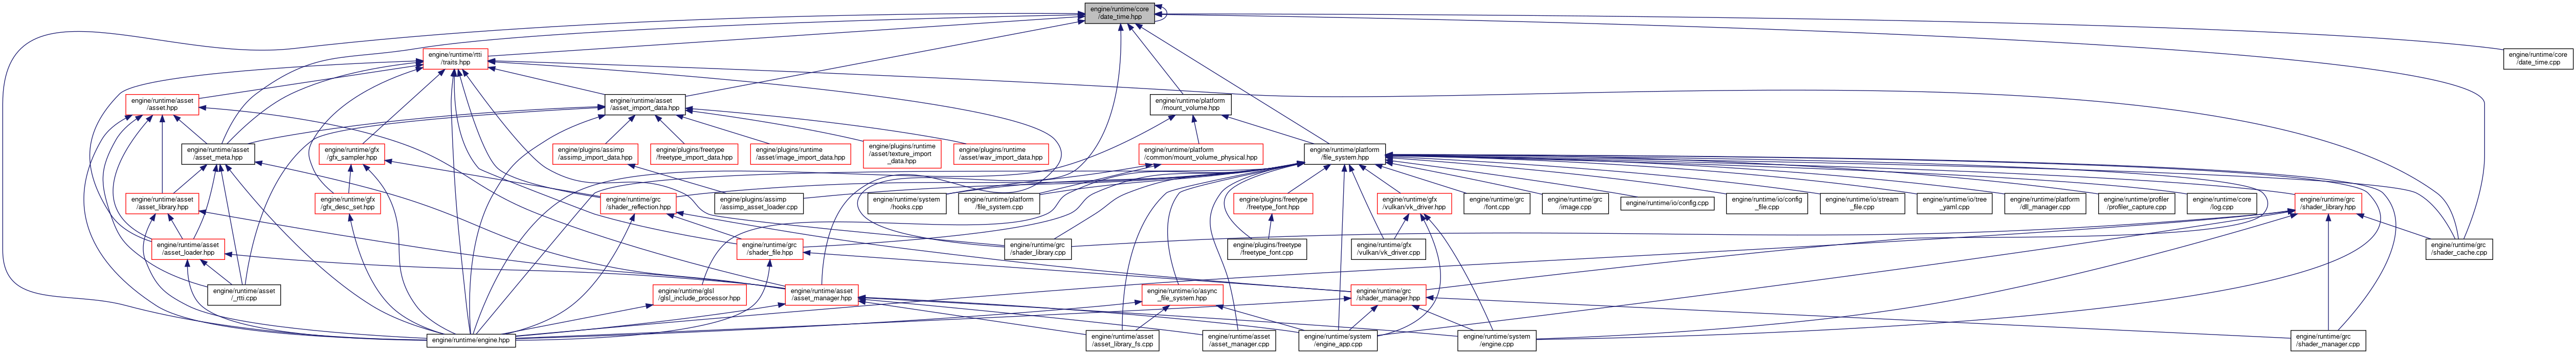 engine/runtime/core
/date_time.hpp
engine/runtime/rtti
/traits.hpp
engine/runtime/core
/date_time.cpp
engine/runtime/asset
/asset.hpp
engine/runtime/asset
/asset_import_data.hpp
engine/runtime/platform
/mount_volume.hpp
engine/runtime/asset
/asset_meta.hpp
engine/runtime/gfx
/gfx_sampler.hpp
engine/plugins/assimp
/assimp_import_data.hpp
engine/plugins/freetype
/freetype_import_data.hpp
engine/plugins/runtime
/asset/image_import_data.hpp
engine/plugins/runtime
/asset/texture_import
_data.hpp
engine/plugins/runtime
/asset/wav_import_data.hpp
engine/runtime/platform
/common/mount_volume_physical.hpp
engine/runtime/platform
/file_system.hpp
engine/runtime/asset
/asset_library.hpp
engine/runtime/gfx
/gfx_desc_set.hpp
engine/runtime/grc
/shader_reflection.hpp
engine/plugins/assimp
/assimp_asset_loader.cpp
engine/runtime/system
/hooks.cpp
engine/runtime/platform
/file_system.cpp
engine/plugins/freetype
/freetype_font.hpp
engine/runtime/gfx
/vulkan/vk_driver.hpp
engine/runtime/grc
/font.cpp
engine/runtime/grc
/image.cpp
engine/runtime/io/config.cpp
engine/runtime/io/config
_file.cpp
engine/runtime/io/stream
_file.cpp
engine/runtime/io/tree
_yaml.cpp
engine/runtime/platform
/dll_manager.cpp
engine/runtime/profiler
/profiler_capture.cpp
engine/runtime/core
/log.cpp
engine/runtime/grc
/shader_library.hpp
engine/runtime/asset
/asset_loader.hpp
engine/runtime/grc
/shader_file.hpp
engine/runtime/grc
/shader_library.cpp
engine/plugins/freetype
/freetype_font.cpp
engine/runtime/gfx
/vulkan/vk_driver.cpp
engine/runtime/grc
/shader_cache.cpp
engine/runtime/asset
/_rtti.cpp
engine/runtime/glsl
/glsl_include_processor.hpp
engine/runtime/asset
/asset_manager.hpp
engine/runtime/io/async
_file_system.hpp
engine/runtime/grc
/shader_manager.hpp
engine/runtime/engine.hpp
engine/runtime/asset
/asset_library_fs.cpp
engine/runtime/asset
/asset_manager.cpp
engine/runtime/system
/engine_app.cpp
engine/runtime/system
/engine.cpp
engine/runtime/grc
/shader_manager.cpp